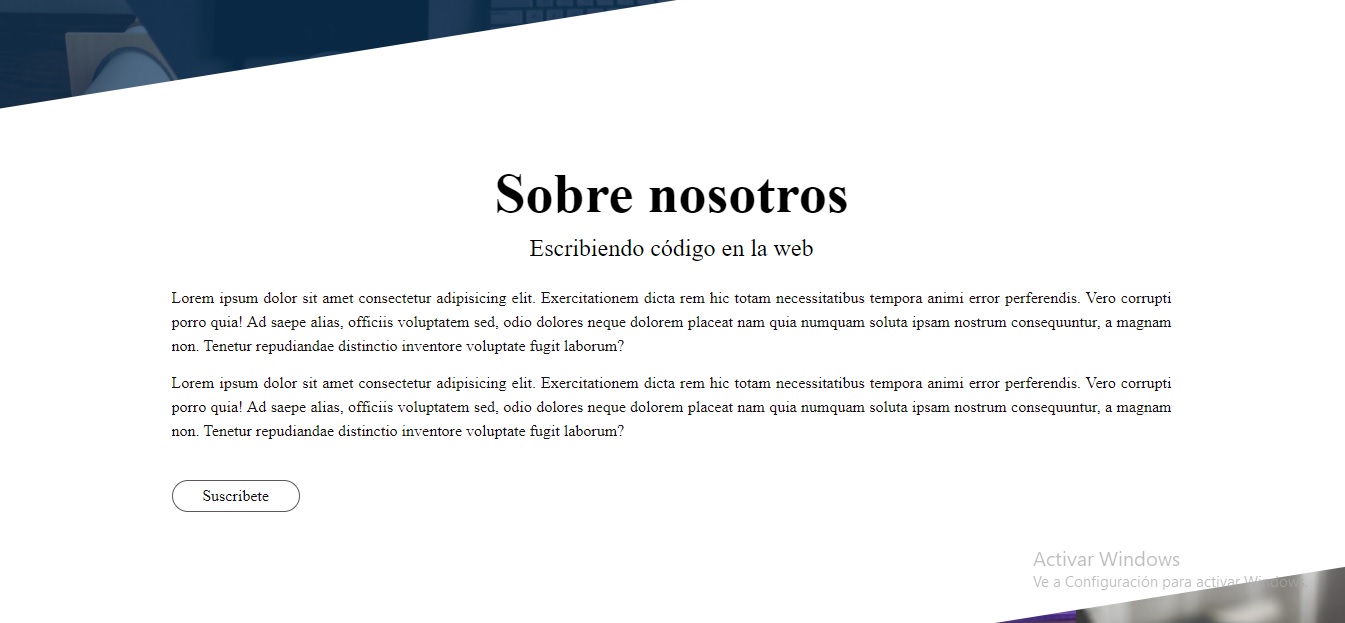 Sobre nosotros
Escribiendo código en la web
Lorem ipsum dolor sit amet consectetur adipisicing elit. Exercitationem dicta rem hic totam necessitatibus tempora animi error perferendis. Vero corrupti
porro quia! Ad saepe alias, officiis voluptatem sed, odio dolores neque dolorem placeat nam quia numquam soluta ipsam nostrum consequuntur, a magnam
non. Tenetur repudiandae distinctio inventore voluptate fugit laborum?
Lorem ipsum dolor sit amet consectetur adipisicing elit. Exercitationem dicta rem hic totam necessitatibus tempora animi error perferendis. Vero corrupti
porro quia! Ad saepe alias, officiis voluptatem sed, odio dolores neque dolorem placeat nam quia numquam soluta ipsam nostrum consequuntur, a magnam
non. Tenetur repudiandae distinctio inventore voluptate fugit laborum?
Suscribete
Activar Windows
Ve a Configuración para activar Windows.